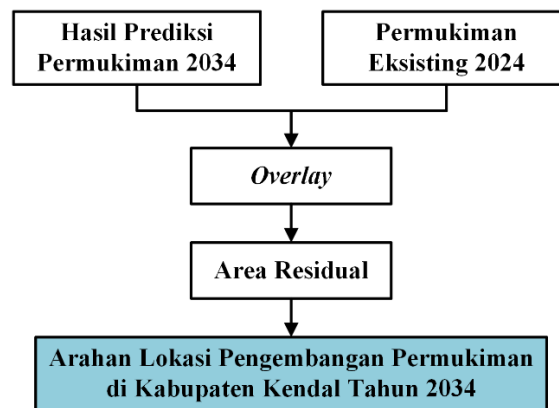 Hasil Prediksi
Permukiman 2034
Permukiman
Eksisting 2024
Overlay
Area Residual
Arahan Lokasi Pengembangan Permukiman
di Kabupaten Kendal Tahun 2034